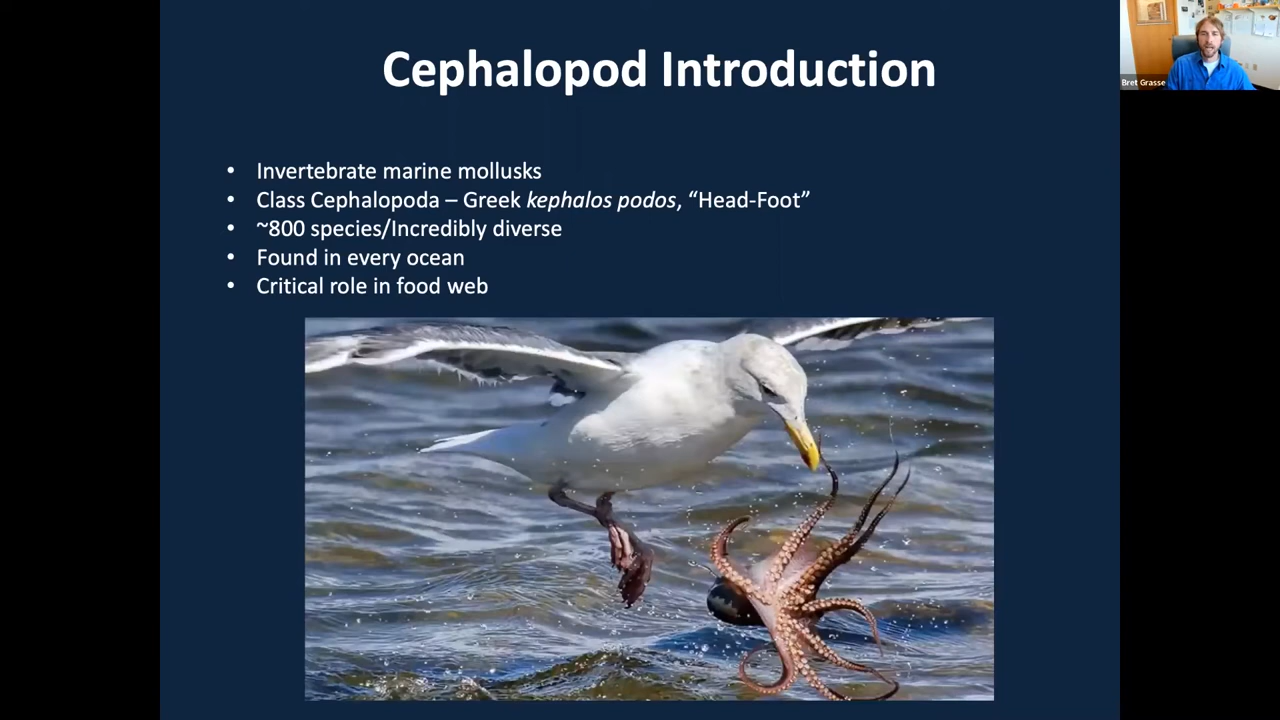 Cephalopod Introduction
• Invertebrate marine mollusks
• Class Cephalopoda – Greek kephalos podos, “Head-Foot”
• ~800 species/Incredibly diverse
• Found in every ocean
• Critical role in food web
Bret Grasse